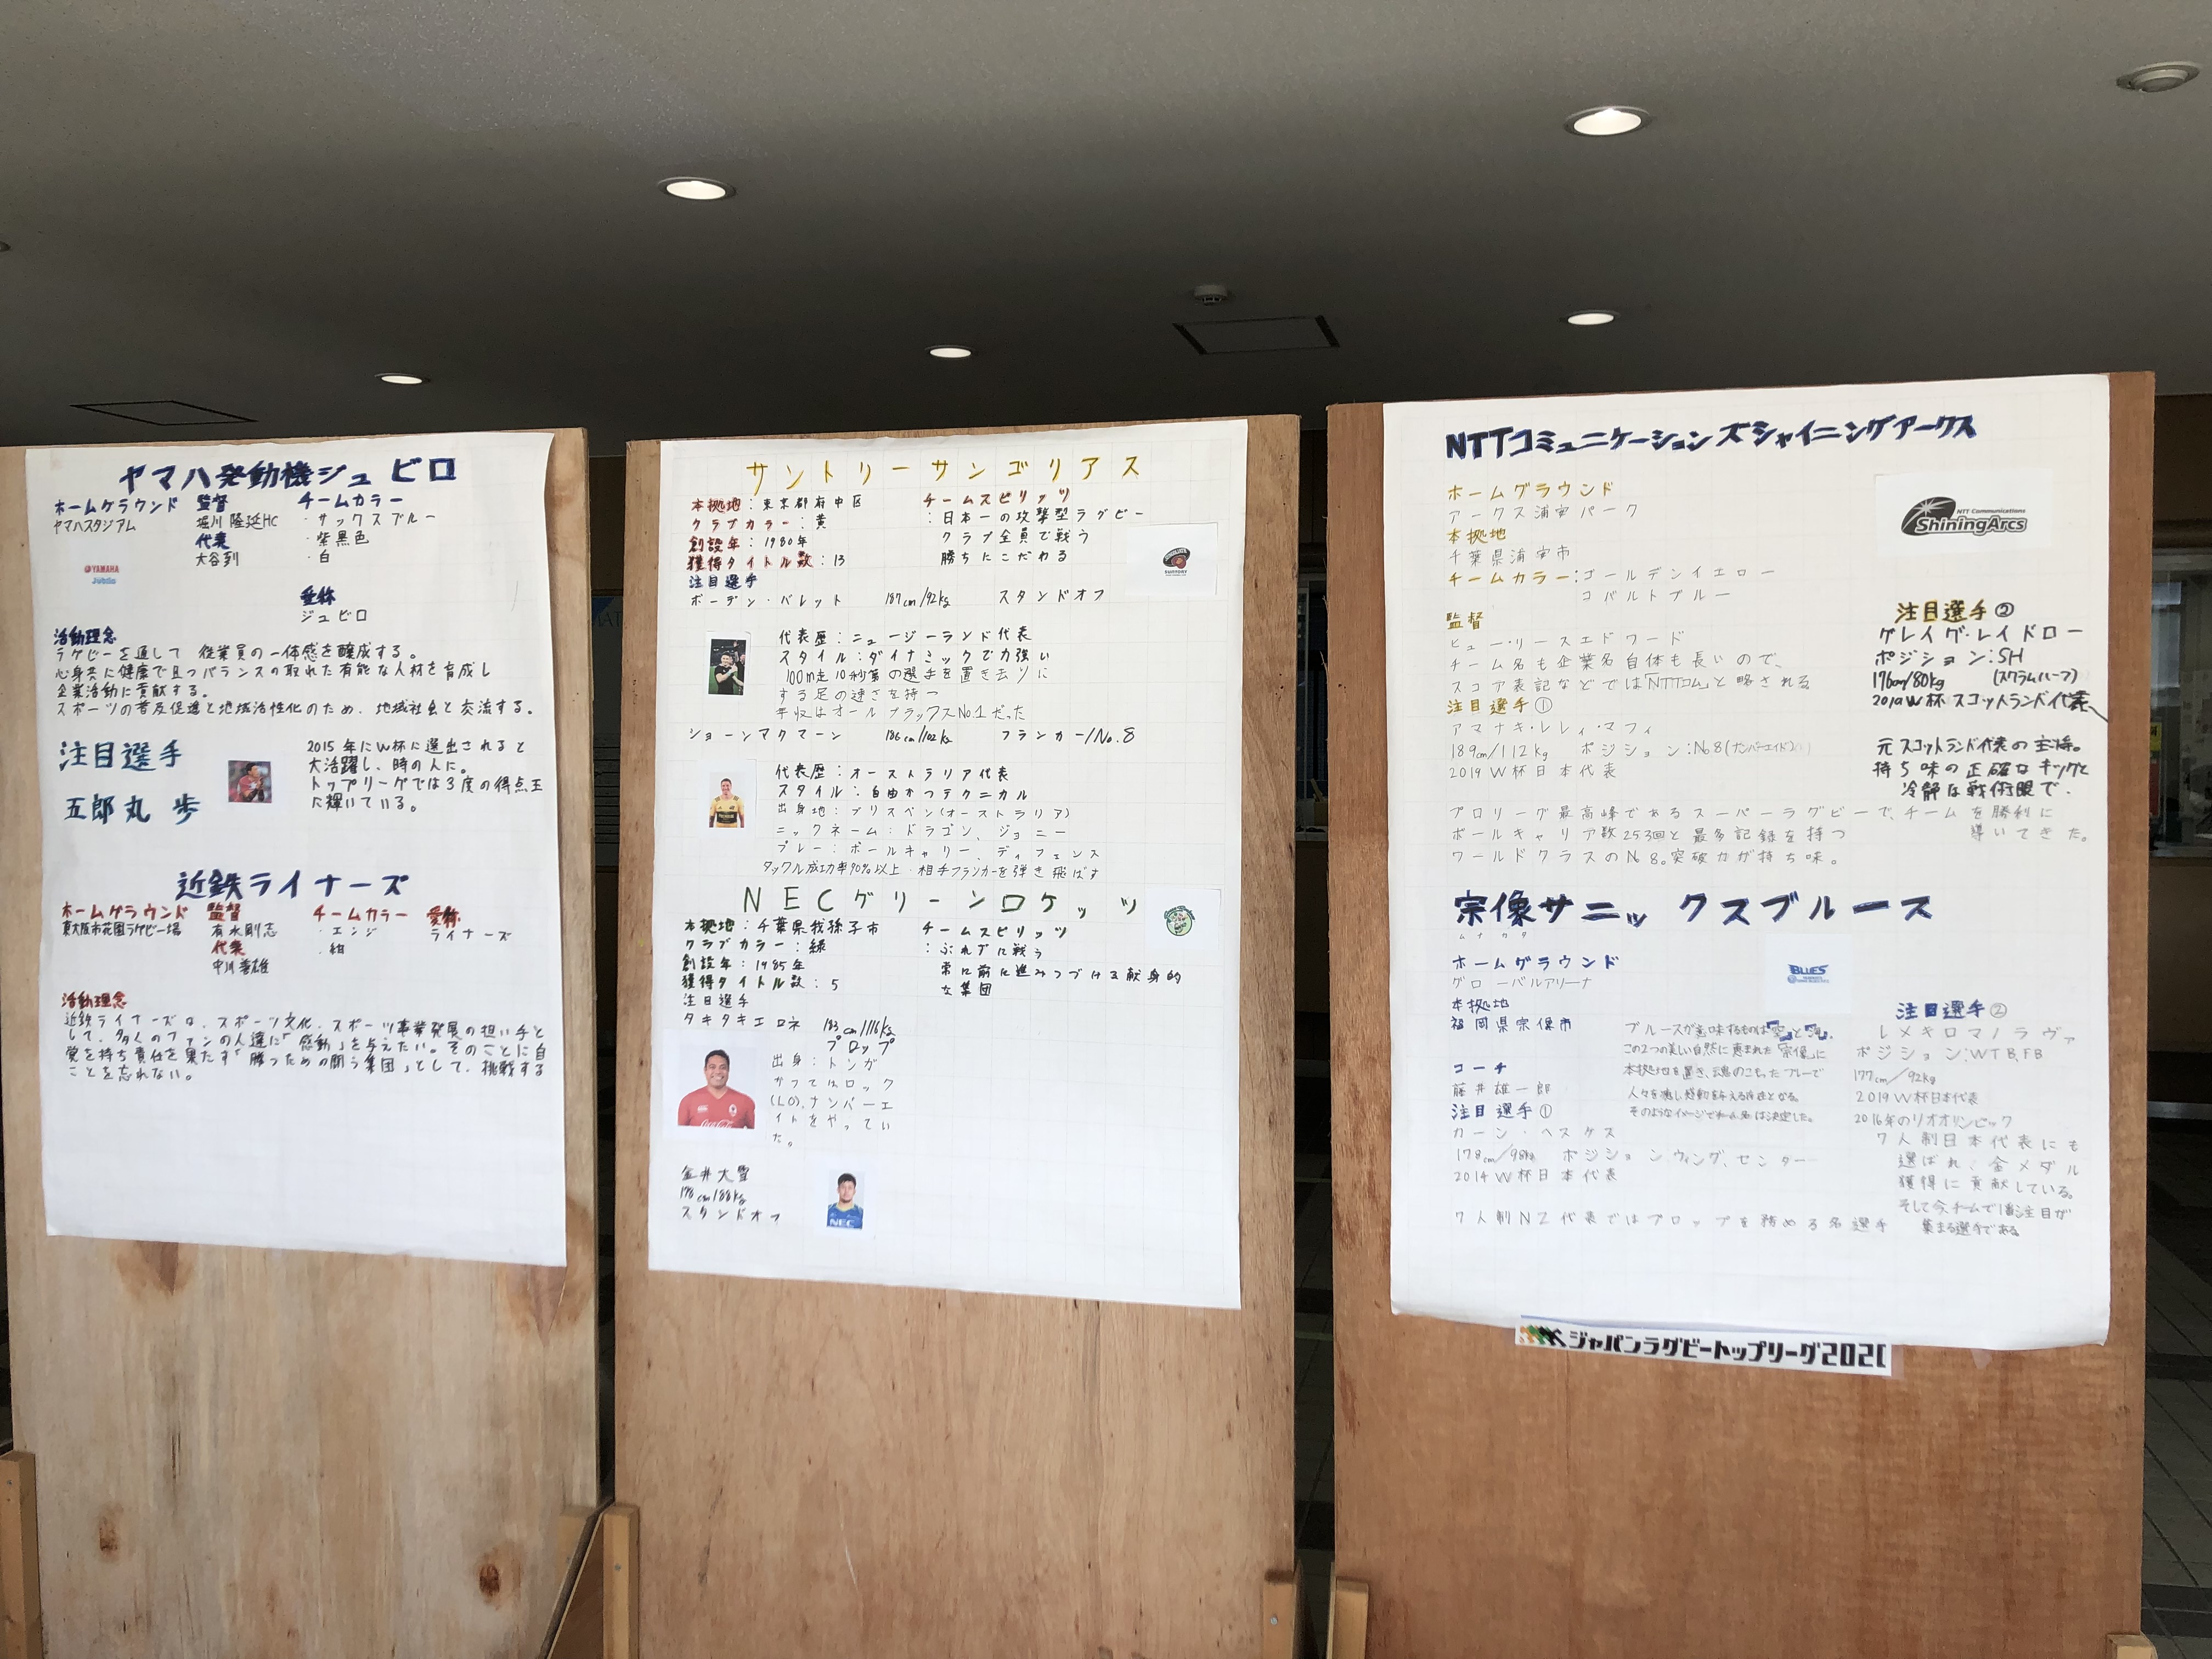 ヤマハ発動機ジュビロ
ホームグラウンド
ヤマハスタジアム
監督
堀川 隆延HC
代表
大谷 到
チームカラー
・サックスブルー
・紫黒色
・白
YAMAHA
Jubilo
愛称
ジュビロ
活動理念
ラグビーを通して 従業員の一体感を醸成する。
心身共に健康で且つバランスの取れた有能な人材を育成し
企業活動に貢献する。
スポーツの普及促進と地域活性化のため、地域社会と交流する。
注目選手
五郎丸 歩
2015年にW杯に選出されると
大活躍し、時の人に。
トップリーグでは3度の得点王
に輝いている。
近鉄ライナーズ
ホームグラウンド
東大阪市花園ラグビー場
監督
有水剛志
代表
中川善雄
チームカラー
・エンジ
・紺
愛称
ライナーズ
活動理念
近鉄ライナーズは、スポーツ文化、スポーツ事業発展の担い手と
して、多くのファンの人達に「感動」を与えたい。そのことに自
覚を持ち責任を果たす「勝つための闘う集団」として、挑戦する
ことを忘れない。
サントリーサンゴリアス
本拠地：東京都府中区
クラブカラー：黄
創設年：1980年
獲得タイトル数：13
チームスピリッツ
：日本一の攻撃型ラグビー
クラブ全員で戦う
勝ちにこだわる
SUNTORY
注目選手
ボーデン・バレット 187cm/92kg スタンドオフ
代表歴：ニュージーランド代表
スタイル：ダイナミックで力強い
100m走10秒第の選手を置き去りに
する足の速さを持つ
年収はオールブラックスNo.1だった
ショーンマクマーン 186cm/102kg フランカー/No.8
代表歴：オーストラリア代表
スタイル：自由かつテクニカル
出身地：ブリスベン(オーストラリア)
ニックネーム：ドラゴン、ジョニー
プレー：ボールキャリー、ディフェンス
タックル成功率90%以上・相手フランカーを弾き飛ばす
NECグリーンロケッツ
本拠地：千葉県我孫子市
クラブカラー：緑
創設年：1985年
獲得タイトル数：5
チームスピリッツ
：ぶれずに戦う
常に前に進みつづける献身的
な集団
注目選手
タキタキエロネ 183cm/116kg
プロップ
出身：トンガ
かつてはロック
(LO)、ナンバーエ
イトをやってい
た。
金井大雪
178cm/88kg
スタンドオフ
NEC
NTTコミュニケーションズシャイニングアークス
ホームグラウンド
アークス浦安パーク
本拠地
千葉県浦安市
チームカラー：ゴールデンイエロー
コバルトブルー
NTT Communications
ShiningArcs
監督
ヒュー・リースエドワード
チーム名も企業名自体も長いので、
スコア表記などでは「NTTコム」と略される
注目選手①
アマナキ・レレィ・マフィ
189cm/112kg ポジション：No8(ナンバーエイト)
2019W杯日本代表
プロリーグ最高峰であるスーパーラグビーで、
ボールキャリア数253回と最多記録を持つ
ワールドクラスのNo8。突破力が持ち味。
注目選手②
グレイグ・レイドロー
ポジション：SH
176cm/80kg (スクラムハーフ)
2019W杯スコットランド代表
元スコットランド代表の主将。
持ち味の正確なキックと
冷静な戦術眼で、
チームを勝利に
導いてきた。
宗像サニックスブルース
ムナカタ
ホームグラウンド
グローバルアリーナ
本拠地
福岡県宗像市
BLUES
コーチ
藤井雄一郎
ブルースが意味するものは「空」と「海」。
この2つの美しい自然に恵まれた「宗像」に
本拠地を置き、魂のこもったプレーで
そのようなイメージでチーム名は決定した。
注目選手①
カーン・ヘスケス
178cm/98kg ポジション ウィング、センター
2014W杯日本代表
7人制NZ代表ではプロップを務める名選手
注目選手②
レメキロマノラヴァ
ポジション：WTB、FB
177cm/92kg
2019W杯日本代表
2016年のリオオリンピック
7人制日本代表にも
選ばれ、金メダル
獲得に貢献している。
そして今チームで1番注目が
集まる選手である
ジャパンラグビートップリーグ2020